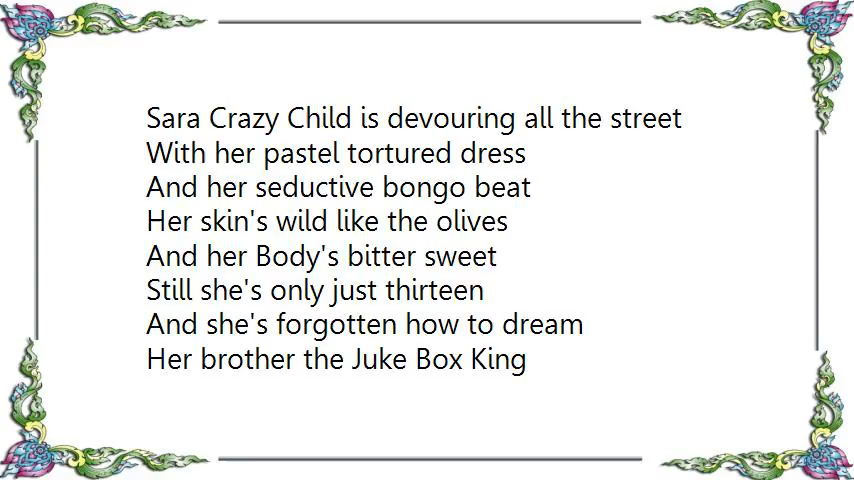 Sara Crazy Child is devouring all the street
With her pastel tortured dress
And her seductive bongo beat
Her skin's wild like the olives
And her Body's bitter sweet
Still she's only just thirteen
And she's forgotten how to dream
Her brother the Juke Box King